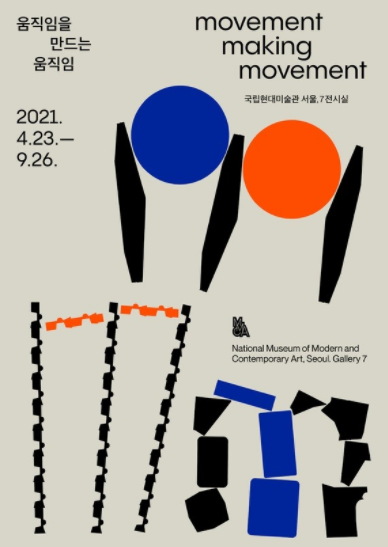 움직임을
만드는
움직임
movement
making
movement
국립현대미술관 서울, 7전시실
2021.
4.23.—
9.26.
MMCA
National Museum of Modern and
Contemporary Art, Seoul. Gallery 7